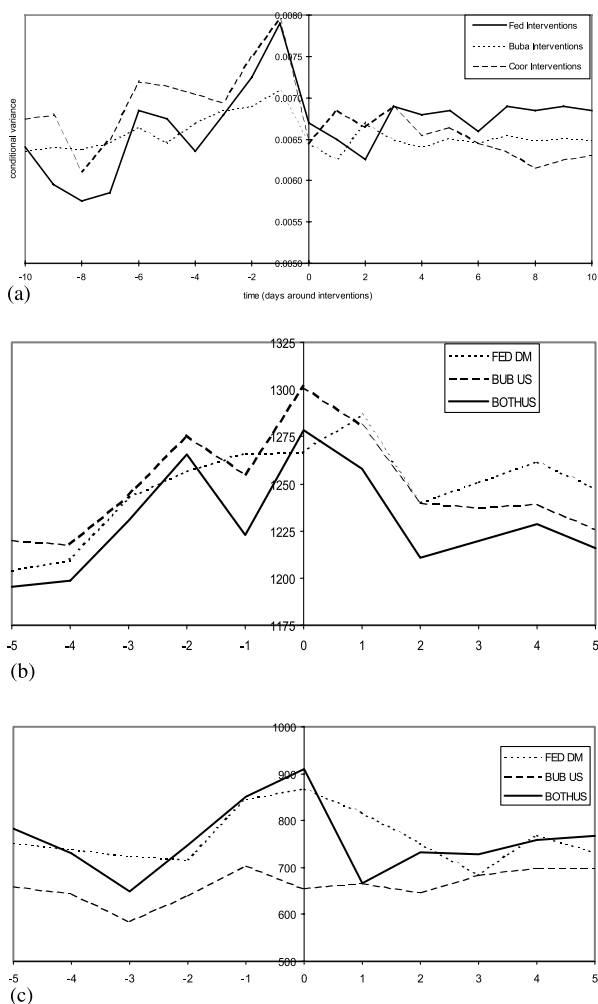 0.0080
0.0075
0.0070
0.0065
0.0060
0.0055
0.0050
conditional variance
Fed Interventions
Buba Interventions
Coor Interventions
-10 -8 -6 -4 -2 0 2 4 6 8 10
time (days around interventions)
(a)
1325
1300
1275
1250
1225
1200
1175
FED DM
BUB US
BOTHUS
-5 -4 -3 -2 -1 0 1 2 3 4 5
(b)
1000
900
800
700
600
500
FED DM
BUB US
BOTHUS
-5 -4 -3 -2 -1 0 1 2 3 4 5
(c)